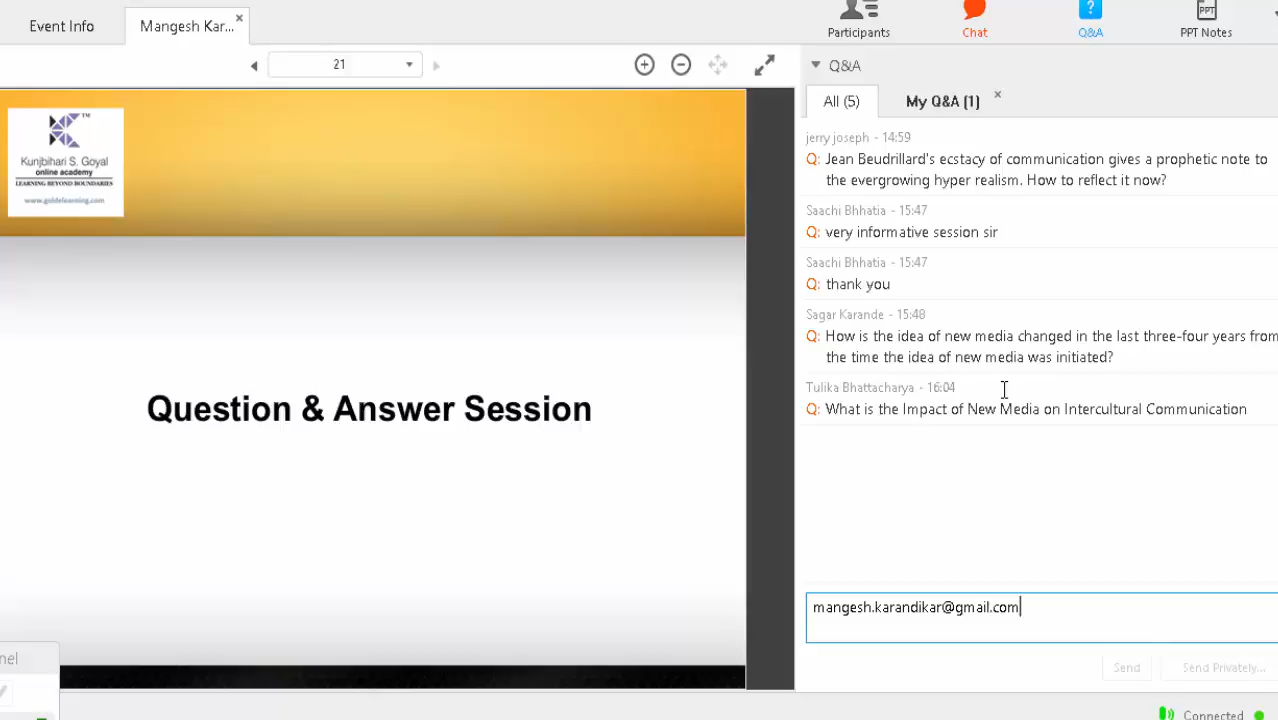 Event Info
Mangesh Kar...
Participants
Chat
Q&A
PPT Notes
21
Q&A
All (5)
My Q&A (1)
TM
Kunjbihari S. Goyal
online academy
LEARNING BEYOND BOUNDARIES
www.goldelearning.com
Question & Answer Session
jerry joseph - 14:59
Q: Jean Beudrillard's ecstacy of communication gives a prophetic note to
the evergrowing hyper realism. How to reflect it now?
Saachi Bhhatia - 15:47
Q: very informative session sir
Saachi Bhhatia - 15:47
Q: thank you
Sagar Karande - 15:48
Q: How is the idea of new media changed in the last three-four years from
the time the idea of new media was initiated?
Tulika Bhattacharya - 16:04
Q: What is the Impact of New Media on Intercultural Communication
mangesh.karandikar@gmail.com
Send
Send Privately...
nel
Connected